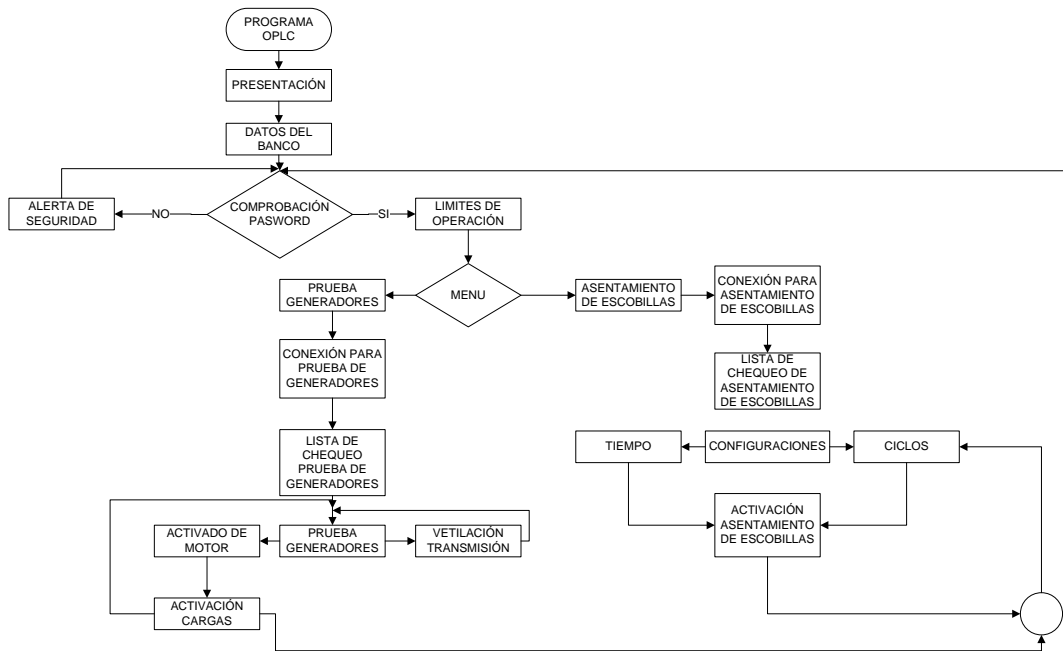 PROGRAMA
OPLC
PRESENTACIÓN
DATOS DEL
BANCO
COMPROBACIÓN
PASWORD
NO
ALERTA DE
SEGURIDAD
SI
LIMITES DE
OPERACIÓN
MENU
PRUEBA
GENERADORES
ASENTAMIENTO
DE ESCOBILLAS
CONEXIÓN PARA
ASENTAMIENTO
DE ESCOBILLAS
CONEXIÓN PARA
PRUEBA DE
GENERADORES
LISTA DE
CHEQUEO DE
ASENTAMIENTO
DE ESCOBILLAS
LISTA DE
CHEQUEO
PRUEBA DE
GENERADORES
TIEMPO
CONFIGURACIONES
CICLOS
ACTIVADO DE
MOTOR
PRUEBA
GENERADORES
VETILACIÓN
TRANSMISIÓN
ACTIVACIÓN
ASENTAMIENTO
DE ESCOBILLAS
ACTIVACIÓN
CARGAS